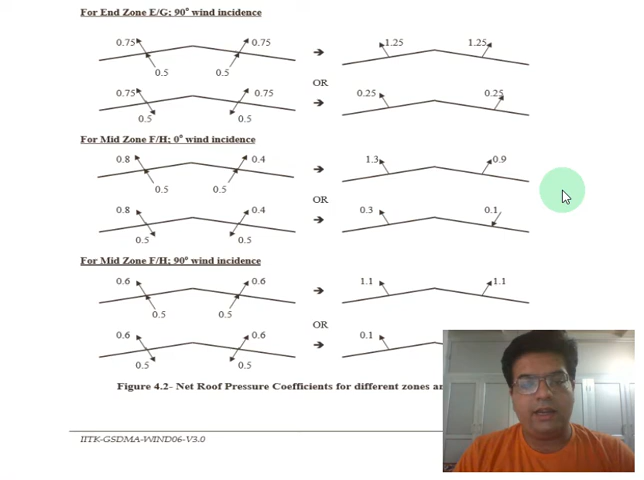 For End Zone E/G; 90° wind incidence
0.75 0.75 ➔ 1.25 1.25
0.5 0.5
OR
0.75 0.75 ➔ 0.25 0.25
0.5 0.5
For Mid Zone F/H; 0° wind incidence
0.8 0.4 ➔ 1.3 0.9
0.5 0.5
OR
0.8 0.4 ➔ 0.3 0.1
0.5 0.5
For Mid Zone F/H; 90° wind incidence
0.6 0.6 ➔ 1.1 1.1
0.5 0.5
OR
0.6 0.6 ➔ 0.1
0.5 0.5
Figure 4.2- Net Roof Pressure Coefficients for different zones
IITK-GSDMA-WIND06-V3.0